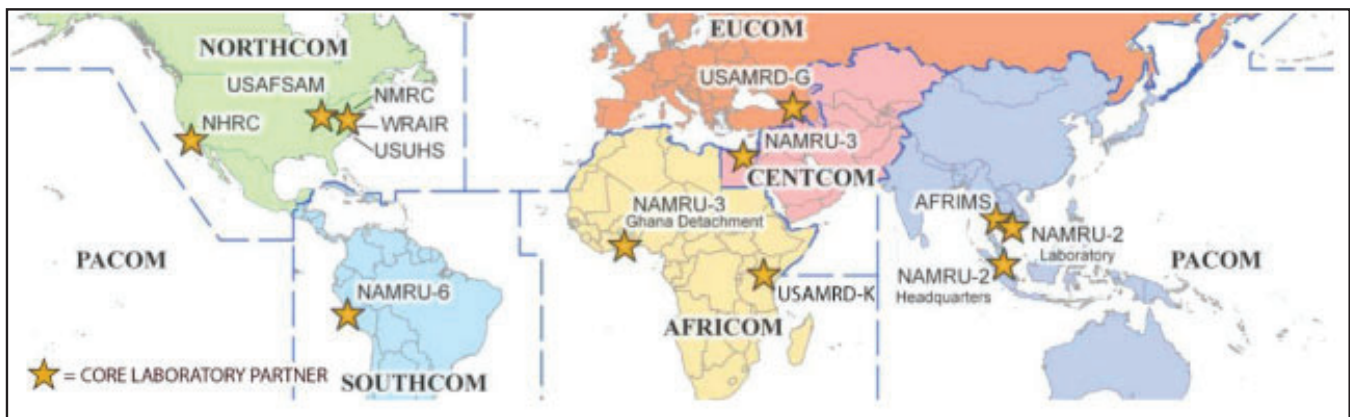 NORTHCOM
USAFSAM
NMRC
NHRC
WRAIR
USUHS
EUCOM
USAMRD-G
NAMRU-3
CENTCOM
NAMRU-3
Ghana Detachment
AFRIMS
NAMRU-2
Laboratory
NAMRU-2
Headquarters
PACOM
PACOM
NAMRU-6
USAMRD-K
AFRICOM
SOUTHCOM
= CORE LABORATORY PARTNER